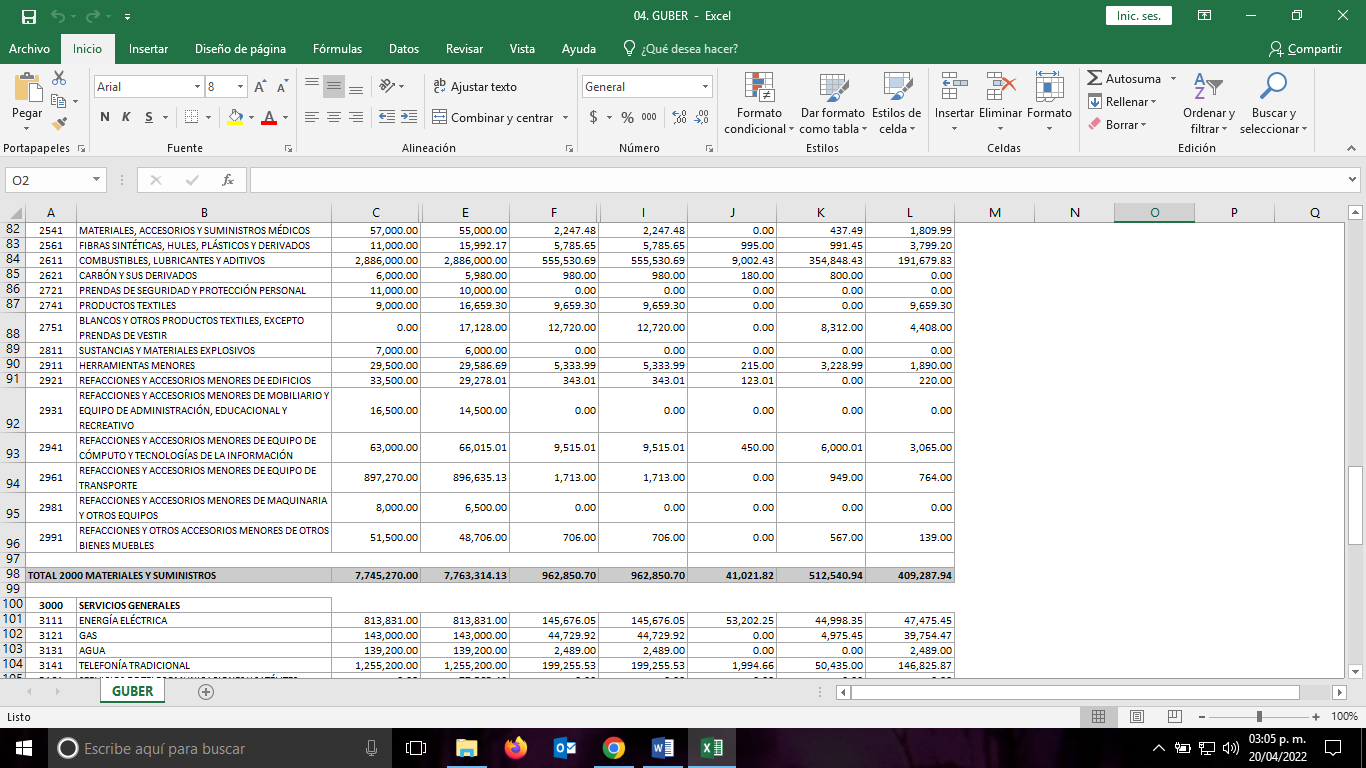 04. GUBER - Excel
Inic. ses.
Archivo Inicio Insertar Diseño de página Fórmulas Datos Revisar Vista Ayuda ¿Qué desea hacer? Compartir
Pegar
Arial 8
N K S
Ajustar texto
Combinar y centrar
General
$ % 000
Formato condicional
Dar formato como tabla
Estilos de celda
Insertar Eliminar Formato
Autosuma
Rellenar
Borrar
Ordenar y filtrar
Buscar y seleccionar
Portapapeles Fuente Alineación Número Estilos Celdas Edición
O2 fx
A B C E F I J K L M N O P Q
82 2541 MATERIALES, ACCESORIOS Y SUMINISTROS MÉDICOS 57,000.00 55,000.00 2,247.48 2,247.48 0.00 437.49 1,809.99
83 2561 FIBRAS SINTÉTICAS, HULES, PLÁSTICOS Y DERIVADOS 11,000.00 15,992.17 5,785.65 5,785.65 995.00 991.45 3,799.20
84 2611 COMBUSTIBLES, LUBRICANTES Y ADITIVOS 2,886,000.00 2,886,000.00 555,530.69 555,530.69 9,002.43 354,848.43 191,679.83
85 2621 CARBÓN Y SUS DERIVADOS 6,000.00 5,980.00 980.00 980.00 180.00 800.00 0.00
86 2721 PRENDAS DE SEGURIDAD Y PROTECCIÓN PERSONAL 11,000.00 10,000.00 0.00 0.00 0.00 0.00 0.00
87 2741 PRODUCTOS TEXTILES 9,000.00 16,659.30 9,659.30 9,659.30 0.00 0.00 9,659.30
88 2751 BLANCOS Y OTROS PRODUCTOS TEXTILES, EXCEPTO
PRENDAS DE VESTIR 0.00 17,128.00 12,720.00 12,720.00 0.00 8,312.00 4,408.00
89 2811 SUSTANCIAS Y MATERIALES EXPLOSIVOS 7,000.00 6,000.00 0.00 0.00 0.00 0.00 0.00
90 2911 HERRAMIENTAS MENORES 29,500.00 29,586.69 5,333.99 5,333.99 215.00 3,228.99 1,890.00
91 2921 REFACCIONES Y ACCESORIOS MENORES DE EDIFICIOS 33,500.00 29,278.01 343.01 343.01 123.01 0.00 220.00
92 2931 REFACCIONES Y ACCESORIOS MENORES DE MOBILIARIO Y
EQUIPO DE ADMINISTRACIÓN, EDUCACIONAL Y
RECREATIVO 16,500.00 14,500.00 0.00 0.00 0.00 0.00 0.00
93 2941 REFACCIONES Y ACCESORIOS MENORES DE EQUIPO DE
CÓMPUTO Y TECNOLOGÍAS DE LA INFORMACIÓN 63,000.00 66,015.01 9,515.01 9,515.01 450.00 6,000.01 3,065.00
94 2961 REFACCIONES Y ACCESORIOS MENORES DE EQUIPO DE
TRANSPORTE 897,270.00 896,635.13 1,713.00 1,713.00 0.00 949.00 764.00
95 2981 REFACCIONES Y ACCESORIOS MENORES DE MAQUINARIA
Y OTROS EQUIPOS 8,000.00 6,500.00 0.00 0.00 0.00 0.00 0.00
96 2991 REFACCIONES Y OTROS ACCESORIOS MENORES DE OTROS
BIENES MUEBLES 51,500.00 48,706.00 706.00 706.00 0.00 567.00 139.00
97
98 TOTAL 2000 MATERIALES Y SUMINISTROS 7,745,270.00 7,763,314.13 962,850.70 962,850.70 41,021.82 512,540.94 409,287.94
99
100 3000 SERVICIOS GENERALES
101 3111 ENERGÍA ELÉCTRICA 813,831.00 813,831.00 145,676.05 145,676.05 53,202.25 44,998.35 47,475.45
102 3121 GAS 143,000.00 143,000.00 44,729.92 44,729.92 0.00 4,975.45 39,754.47
103 3131 AGUA 139,200.00 139,200.00 2,489.00 2,489.00 0.00 0.00 2,489.00
104 3141 TELEFONÍA TRADICIONAL 1,255,200.00 1,255,200.00 199,255.53 199,255.53 1,994.66 50,435.00 146,825.87
GUBER
Listo 100%
Escribe aquí para buscar
03:05 p. m.
20/04/2022